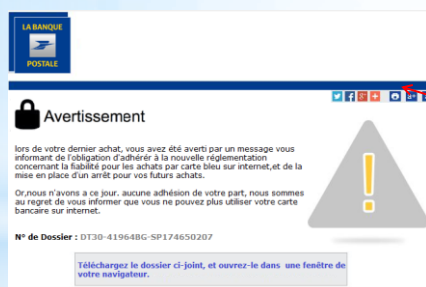 LA BANQUE
POSTALE
Avertissement
lors de votre dernier achat, vous avez été averti par un message vous
informant de l'obligation d'adhérer à la nouvelle réglementation
concernant la fiabilité pour les achats par carte bleu sur internet,et de la
mise en place d'un arrêt pour vos futurs achats.
Or,nous n'avons a ce jour. aucune adhésion de votre part, nous sommes
au regret de vous informer que vous ne pouvez plus utiliser votre carte
bancaire sur internet.
N° de Dossier : DT30-41964BG-SP174650207
Téléchargez le dossier ci-joint, et ouvrez-le dans une fenêtre de
votre navigateur.